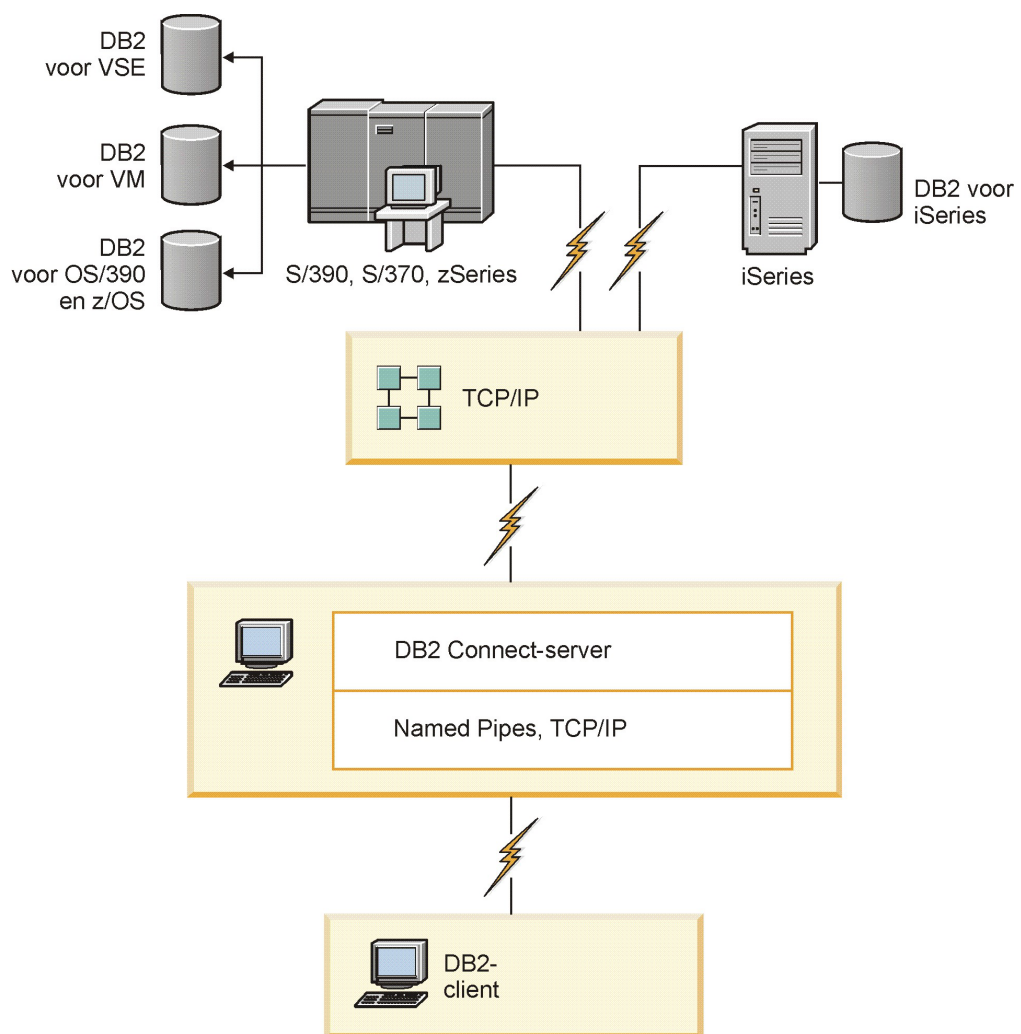 DB2
voor VSE
DB2
voor VM
DB2
voor OS/390
en z/OS
S/390, S/370, zSeries
iSeries
DB2 voor
iSeries
TCP/IP
DB2 Connect-server
Named Pipes, TCP/IP
DB2-
client